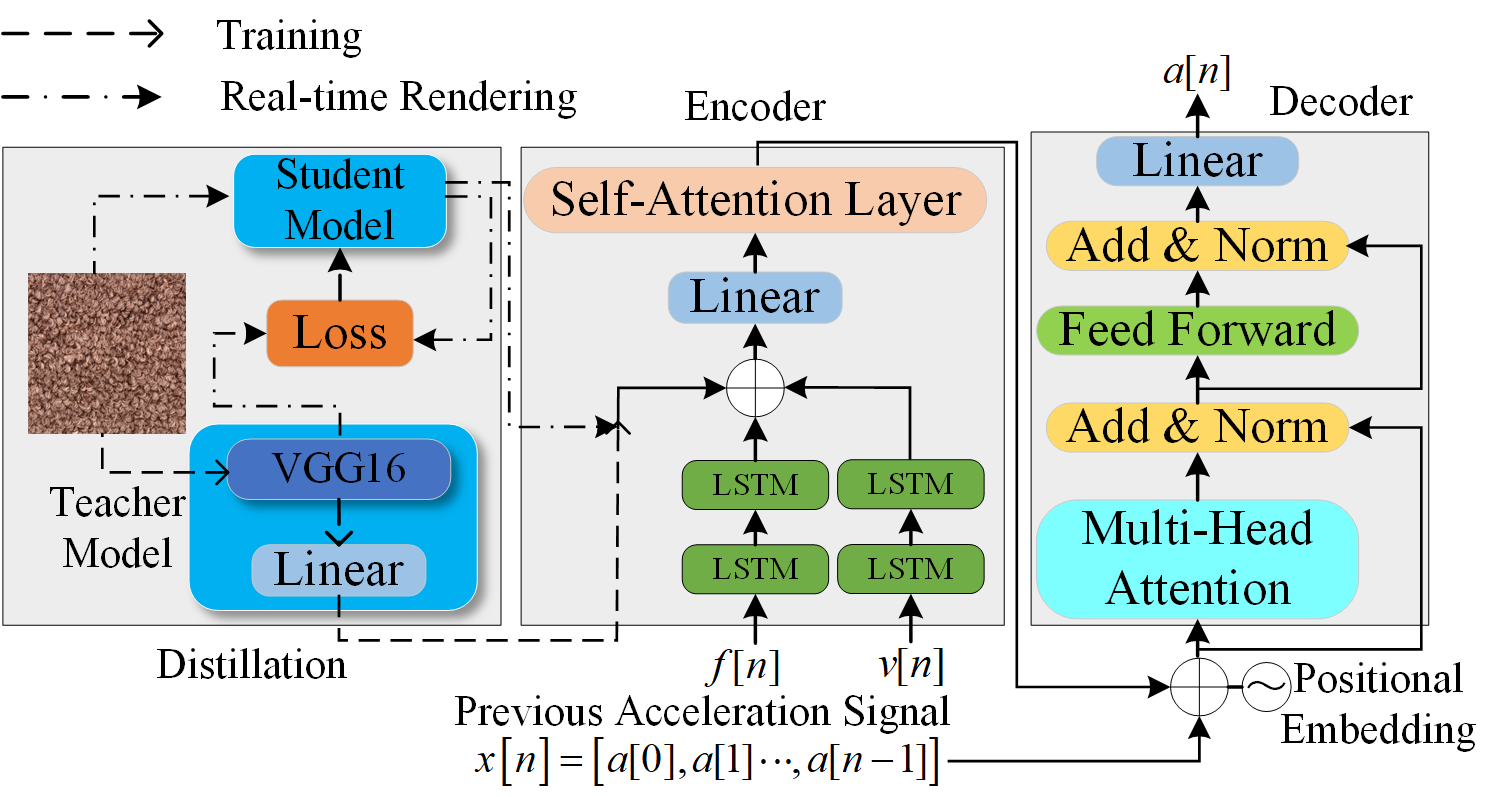 Training
Real-time Rendering
Encoder
a[n]
Decoder
Student
Model
Loss
VGG16
Teacher
Model
Linear
Distillation
Self-Attention Layer
Linear
LSTM
LSTM
LSTM
LSTM
f[n]
v[n]
Previous Acceleration Signal
x[n]=[a[0],a[1]⋯,a[n−1]]
Linear
Add & Norm
Feed Forward
Add & Norm
Multi-Head
Attention
Positional
Embedding